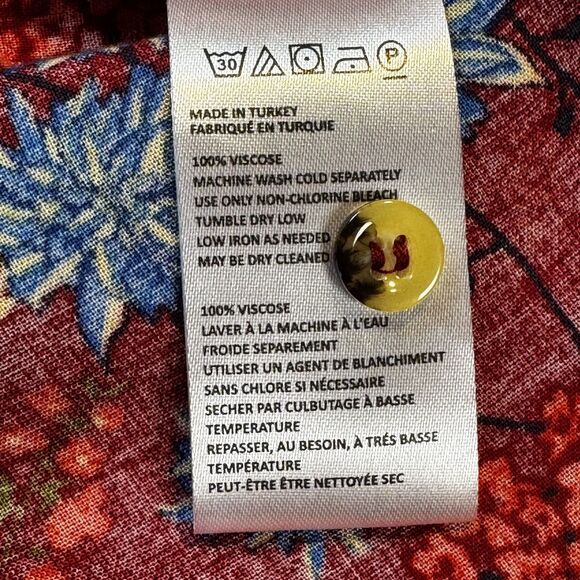 30 P
MADE IN TURKEY
FABRIQUÉ EN TURQUIE
100% VISCOSE
MACHINE WASH COLD SEPARATELY
USE ONLY NON-CHLORINE BLEACH
TUMBLE DRY LOW
LOW IRON AS NEEDED
MAY BE DRY CLEANED
100% VISCOSE
LAVER À LA MACHINE À L'EAU
FROIDE SEPAREMENT
UTILISER UN AGENT DE BLANCHIMENT
SANS CHLORE SI NÉCESSAIRE
SECHER PAR CULBUTAGE À BASSE
TEMPERATURE
REPASSER, AU BESOIN, À TRÉS BASSE
TEMPÉRATURE
PEUT-ÊTRE ÊTRE NETTOYÉE SEC